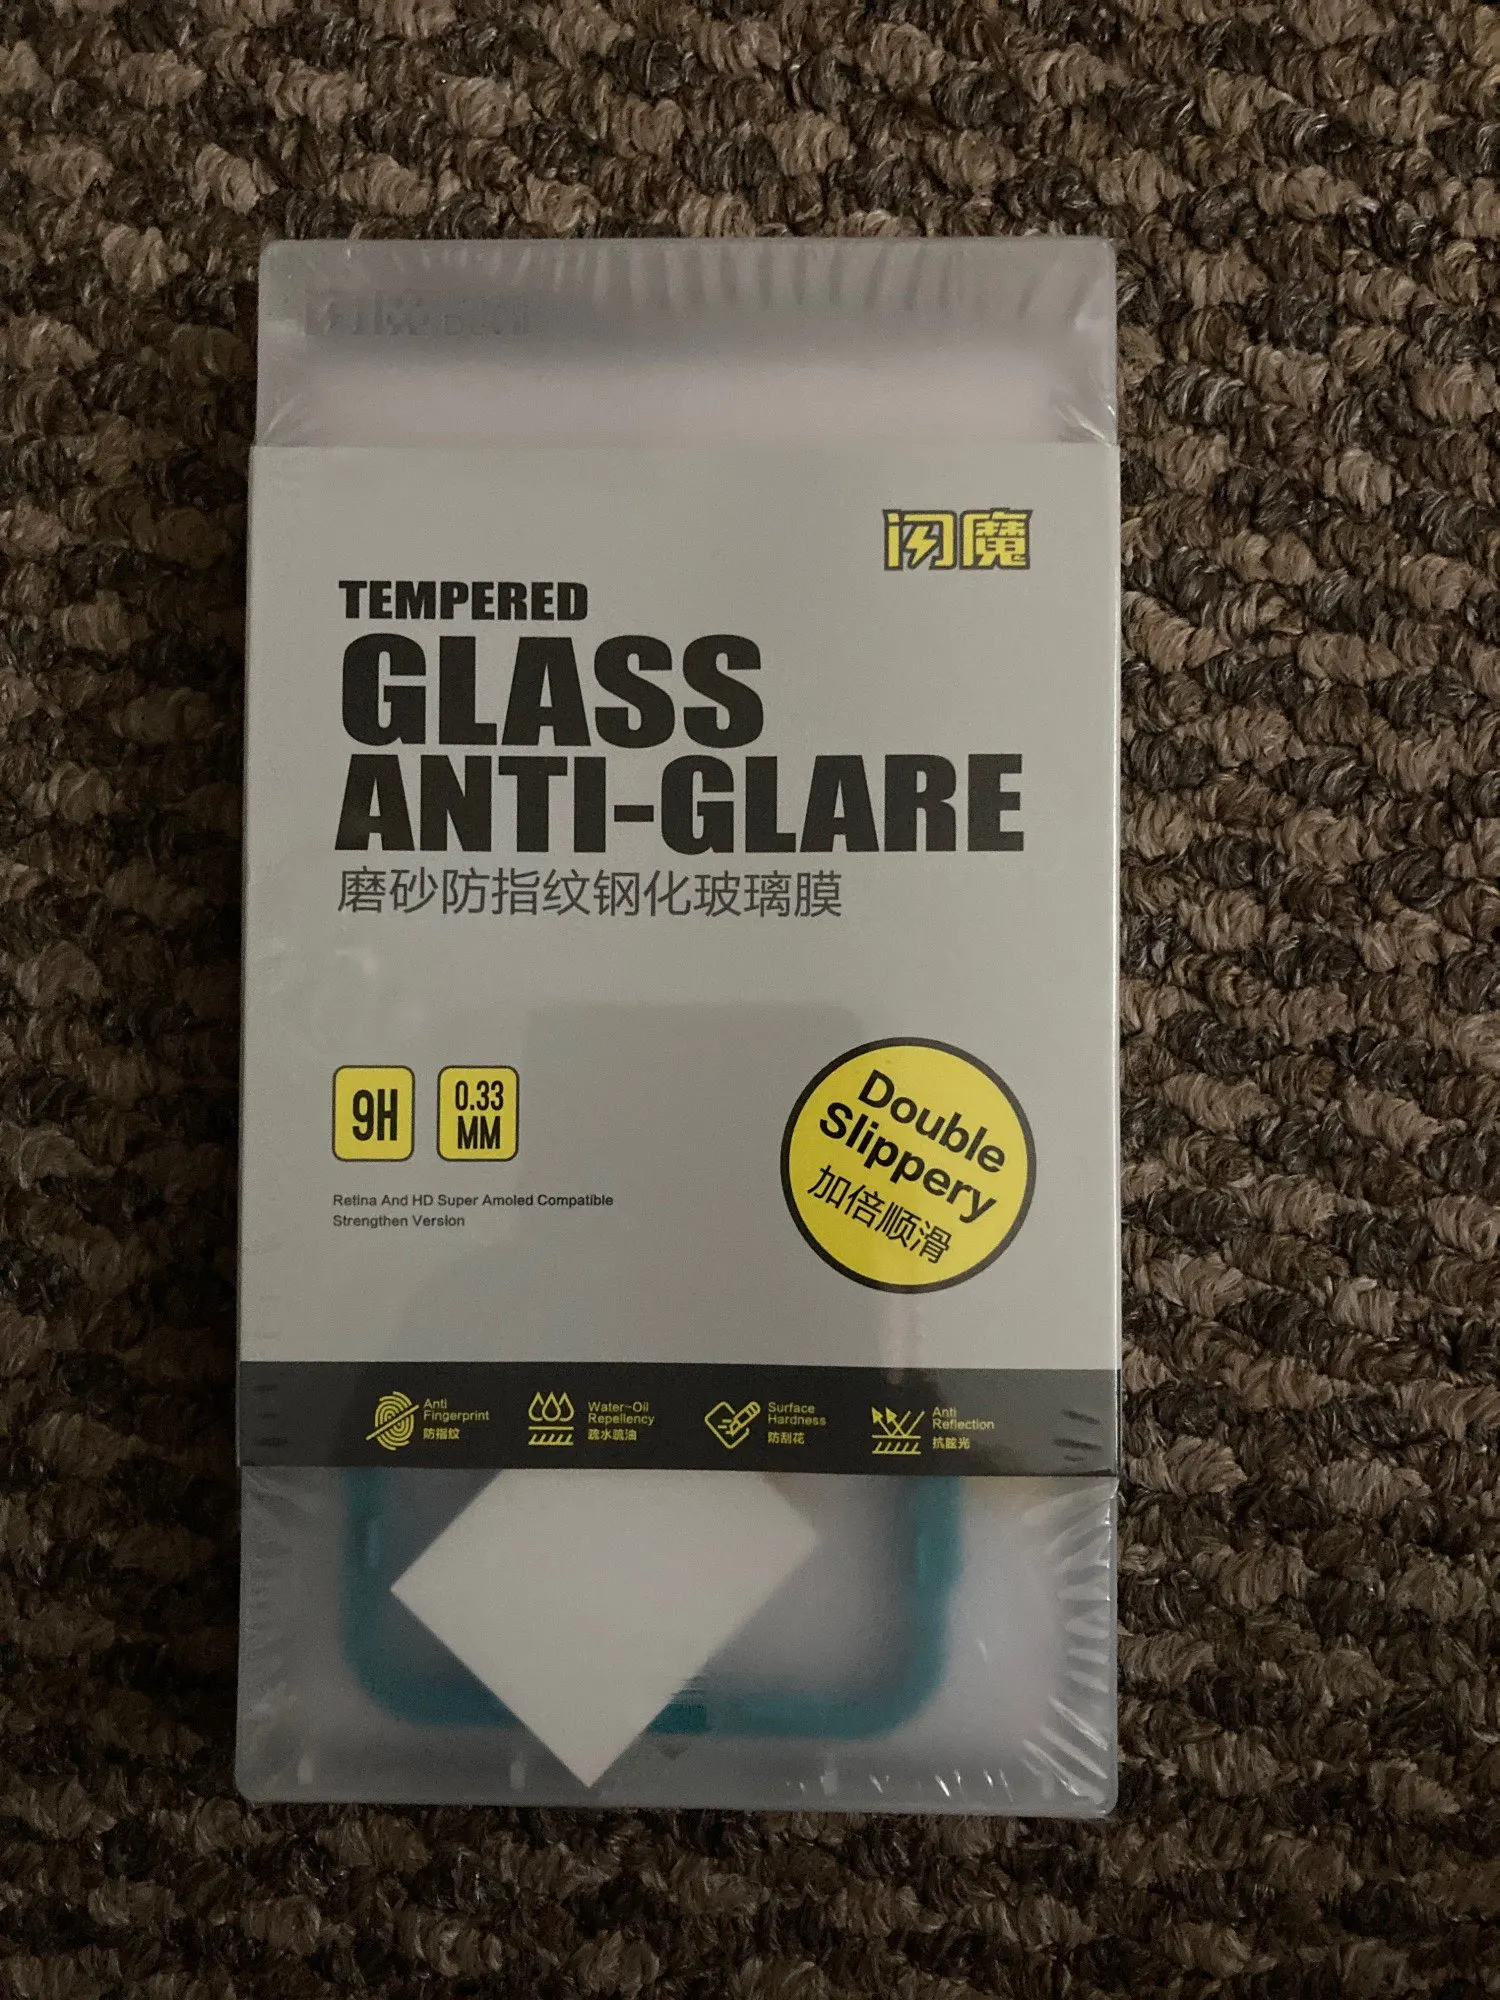 闪魔
TEMPERED
GLASS
ANTI-GLARE
磨砂防指纹钢化玻璃膜
9H
0.33
MM
Retina And HD Super Amoled Compatible
Strengthen Version
Double
Slippery
加倍顺滑
Anti
Fingerprint
防指纹
Water-Oil
Repellency
疏水疏油
Surface
Hardness
防刮花
Anti
Reflection
抗眩光